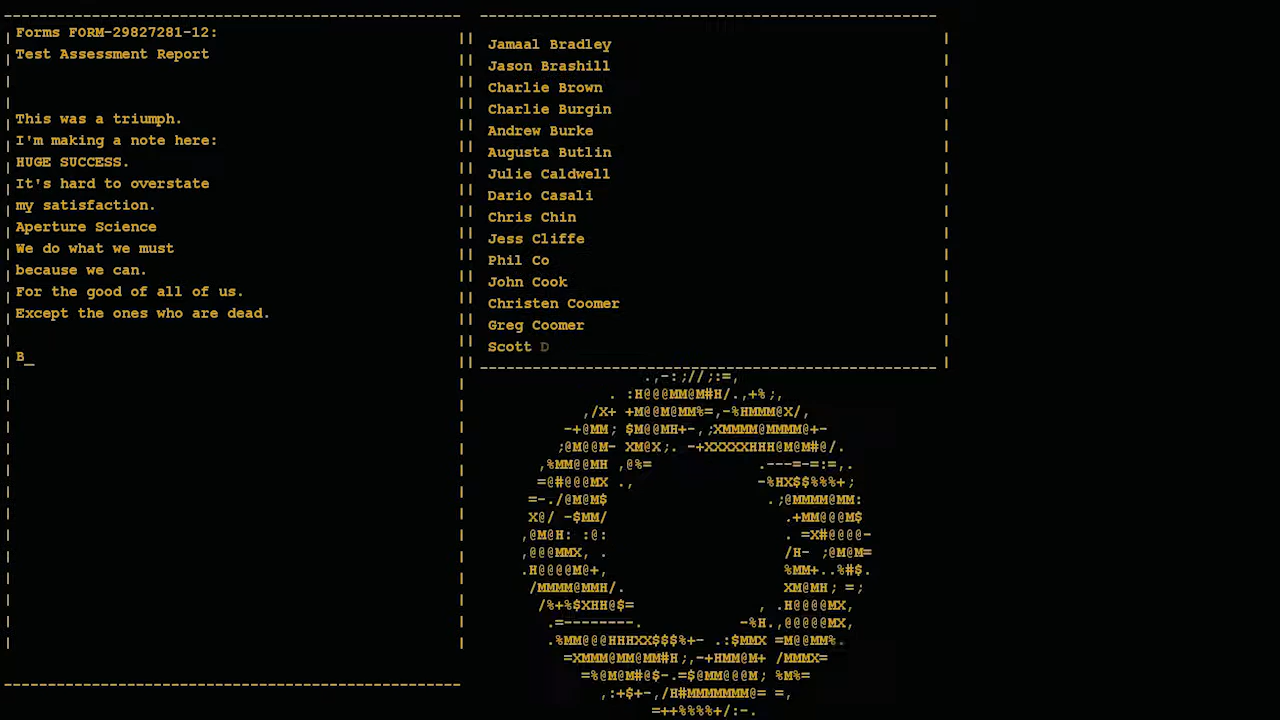 Forms FORM-29827281-12:
Test Assessment Report
This was a triumph.
I'm making a note here:
HUGE SUCCESS.
It's hard to overstate
my satisfaction.
Aperture Science
We do what we must
because we can.
For the good of all of us.
Except the ones who are dead.
B_
Jamaal Bradley
Jason Brashill
Charlie Brown
Charlie Burgin
Andrew Burke
Augusta Butlin
Julie Caldwell
Dario Casali
Chris Chin
Jess Cliffe
Phil Co
John Cook
Christen Coomer
Greg Coomer
Scott D